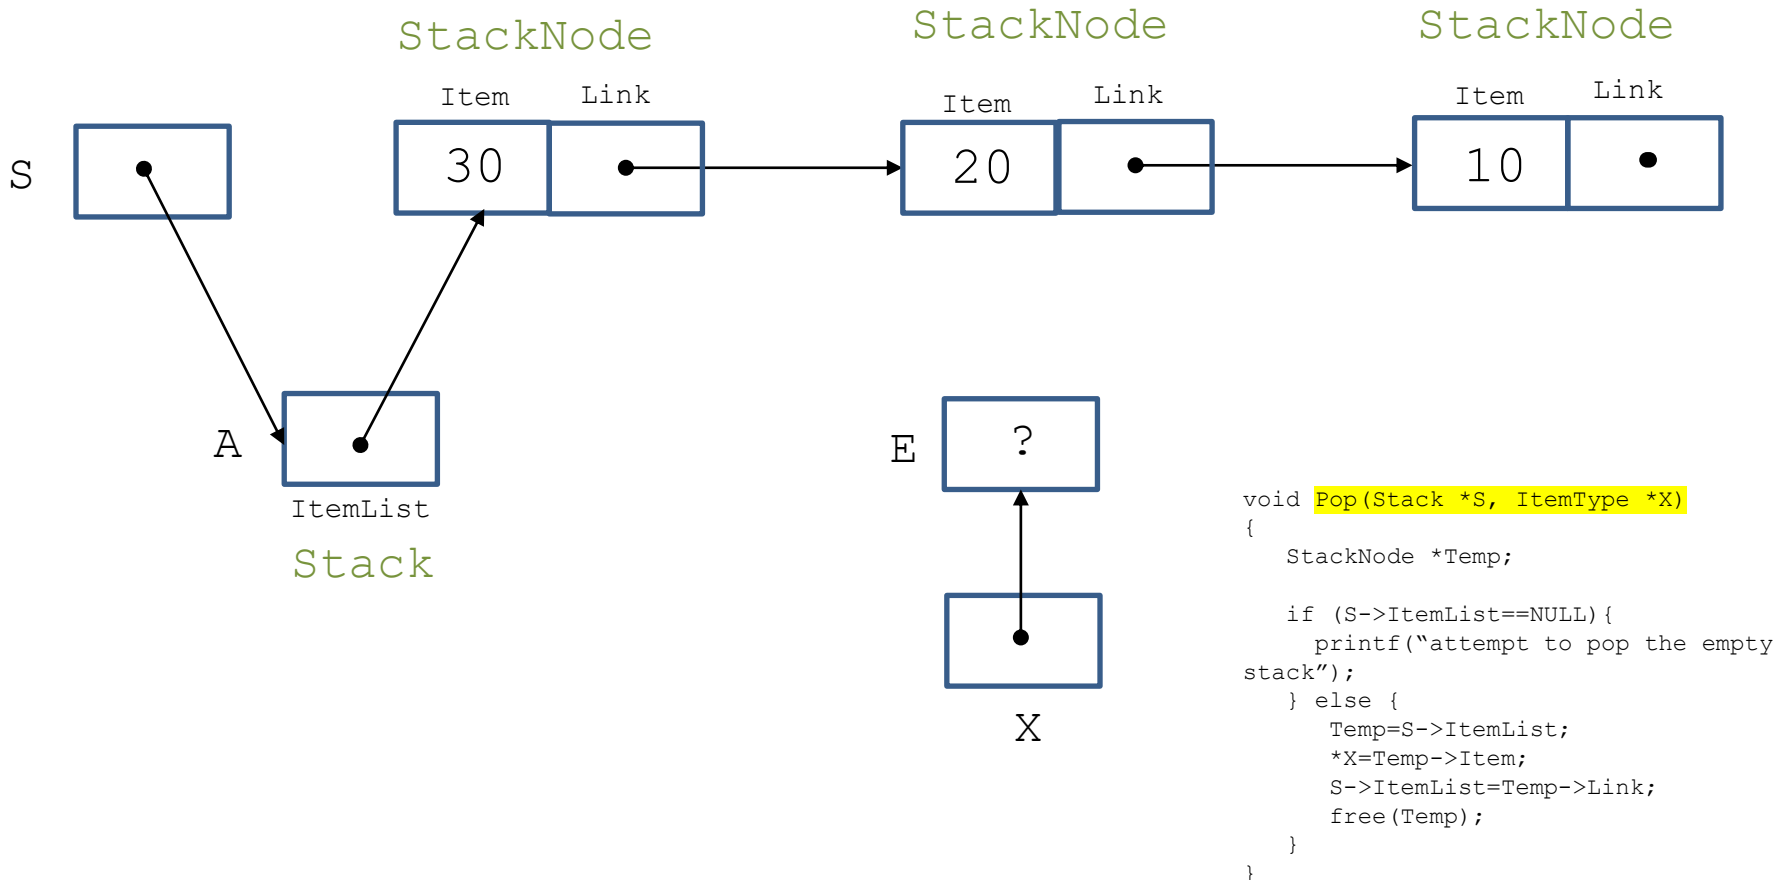 StackNode
StackNode
StackNode
Item Link
Item Link
Item Link
S
30
20
10
A
ItemList
Stack
E
?
X
void Pop(Stack *S, ItemType *X)
{
   StackNode *Temp;
   if (S->ItemList==NULL){
     printf(“attempt to pop the empty
stack”);
   } else {
      Temp=S->ItemList;
      *X=Temp->Item;
      S->ItemList=Temp->Link;
      free(Temp);
   }
}